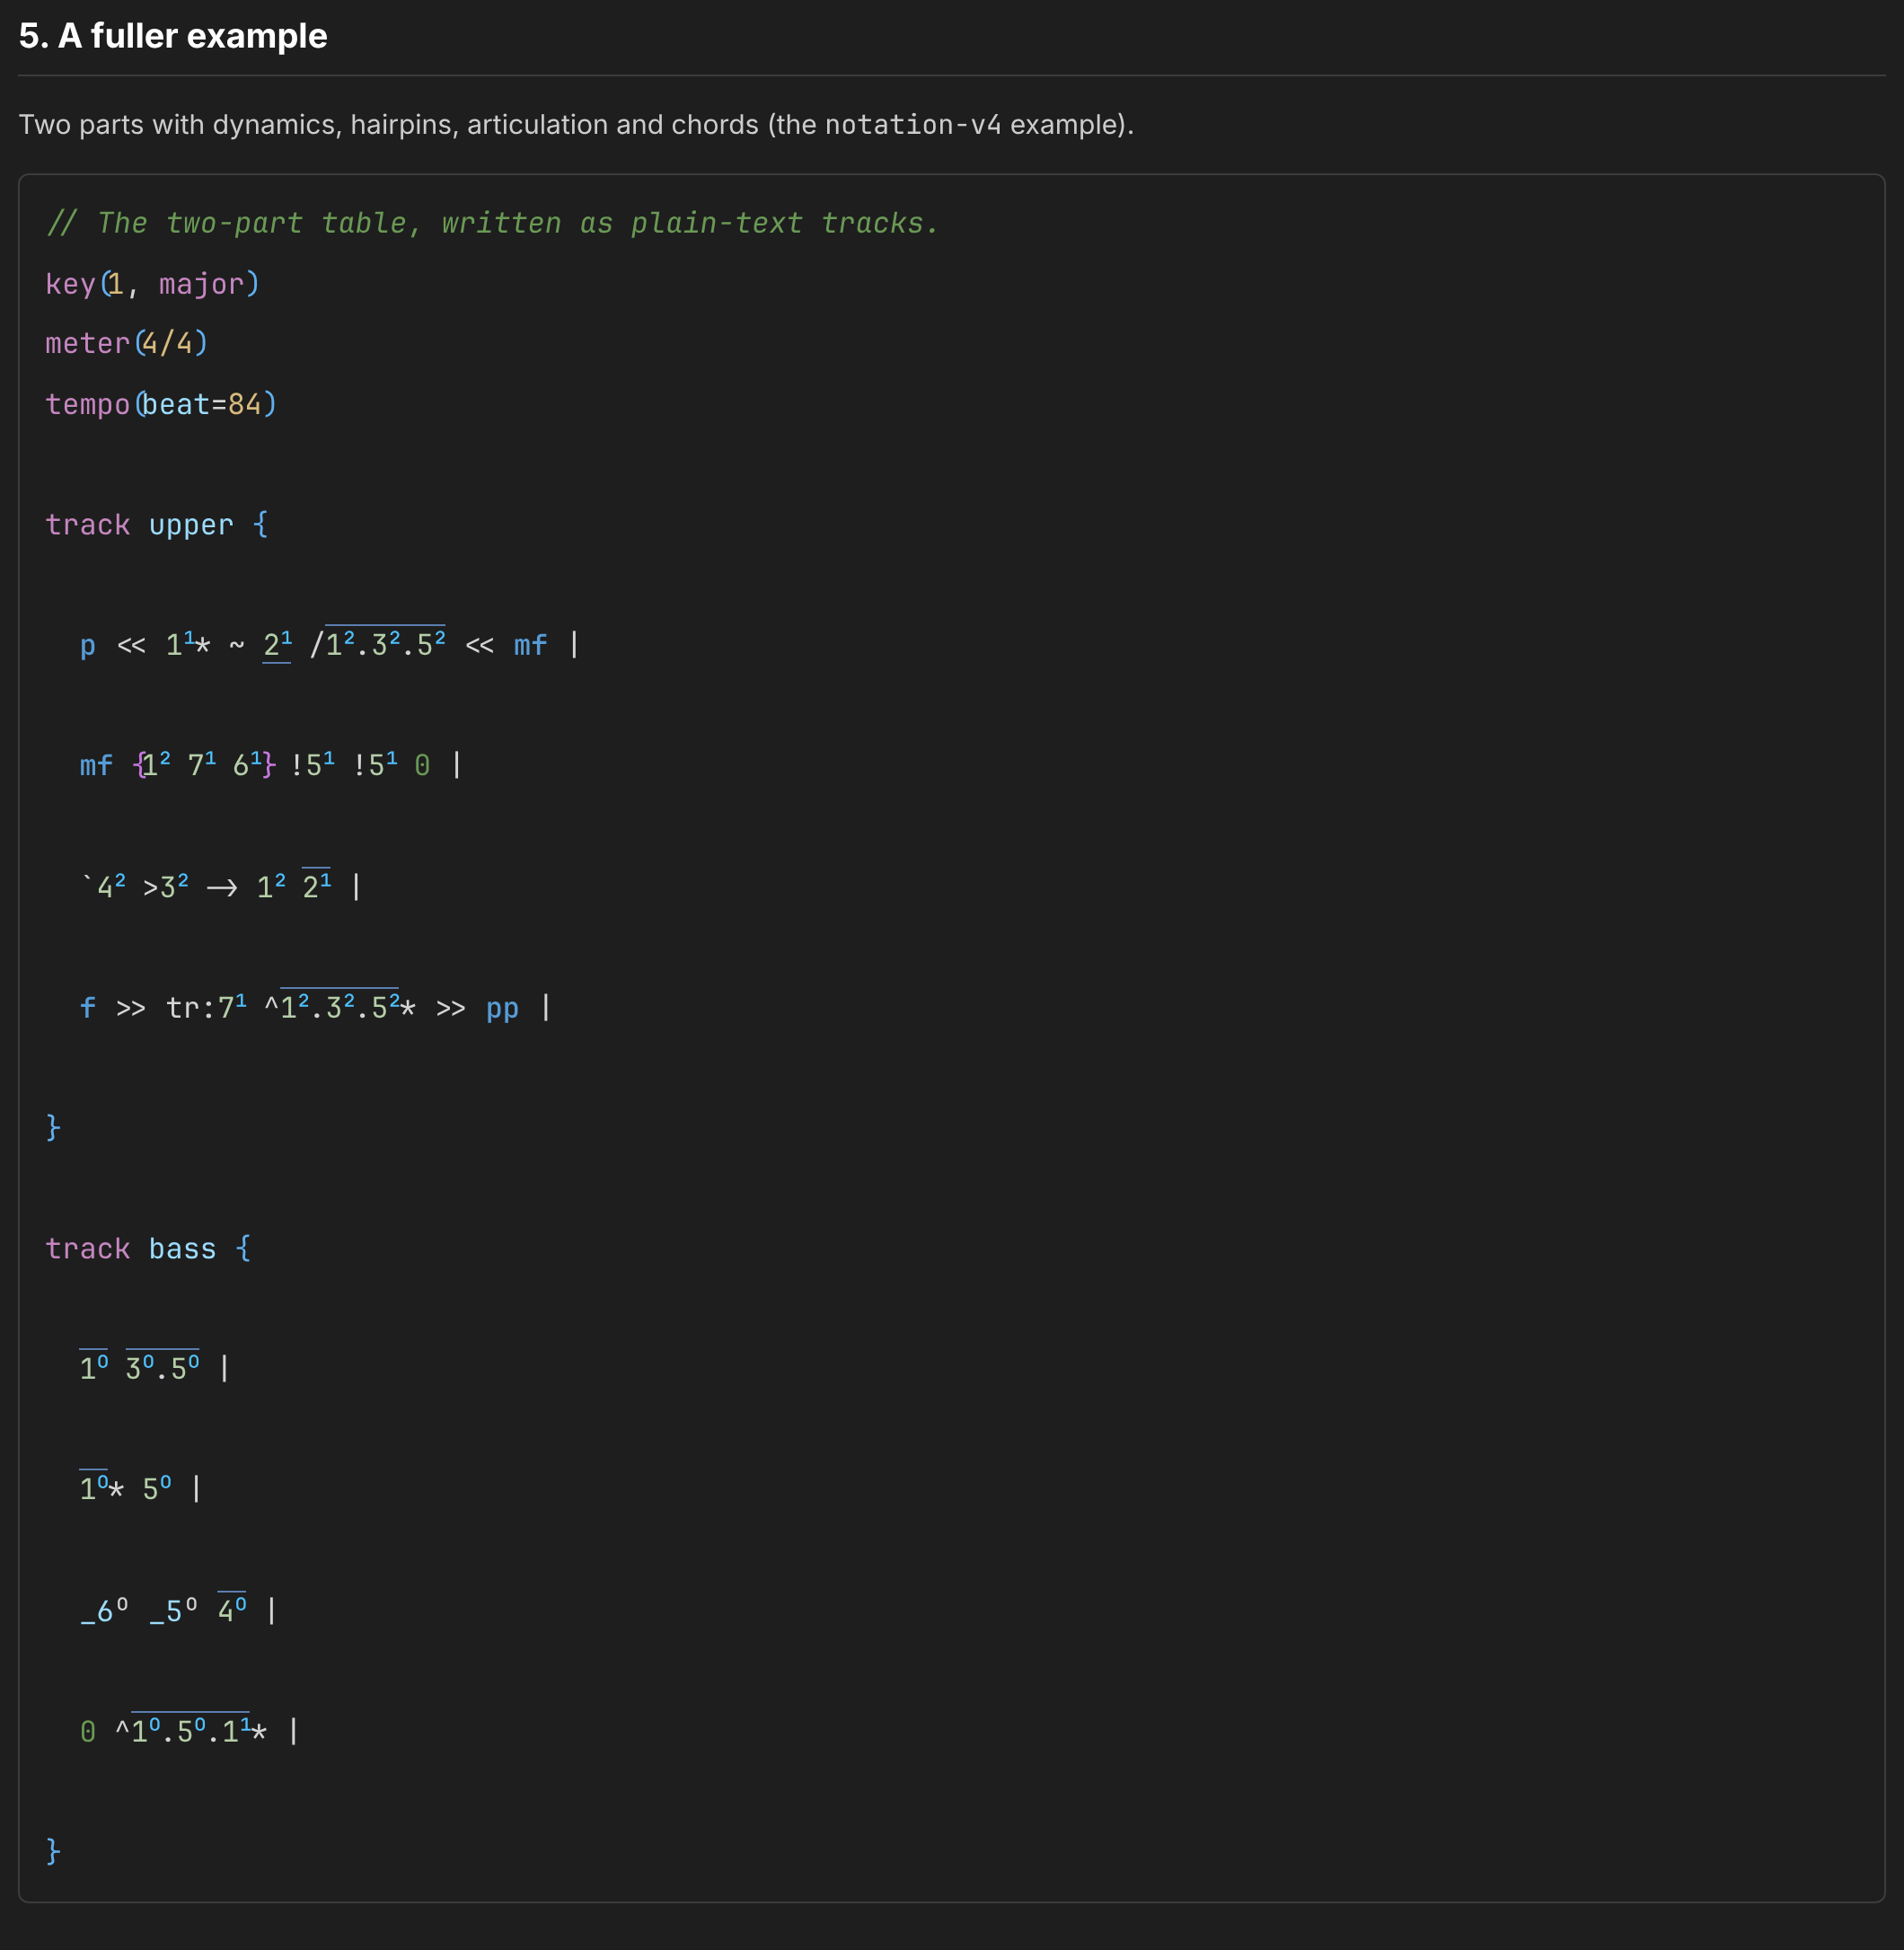 5. A fuller example
Two parts with dynamics, hairpins, articulation and chords (the notation-v4 example).
// The two-part table, written as plain-text tracks.
key(1, major)
meter(4/4)
tempo(beat=84)
track upper {
p << 1¹* ~ 2¹ /1².3².5² << mf |
mf {1² 7¹ 6¹} !5¹ !5¹ 0 |
`4² >3² —> 1² 2¹ |
f >> tr:7¹ ^1².3².5²* >> pp |
}
track bass {
1⁰ 3⁰.5⁰ |
1⁰* 5⁰ |
_6⁰ _5⁰ 4⁰ |
0 ^1⁰.5⁰.1¹* |
}